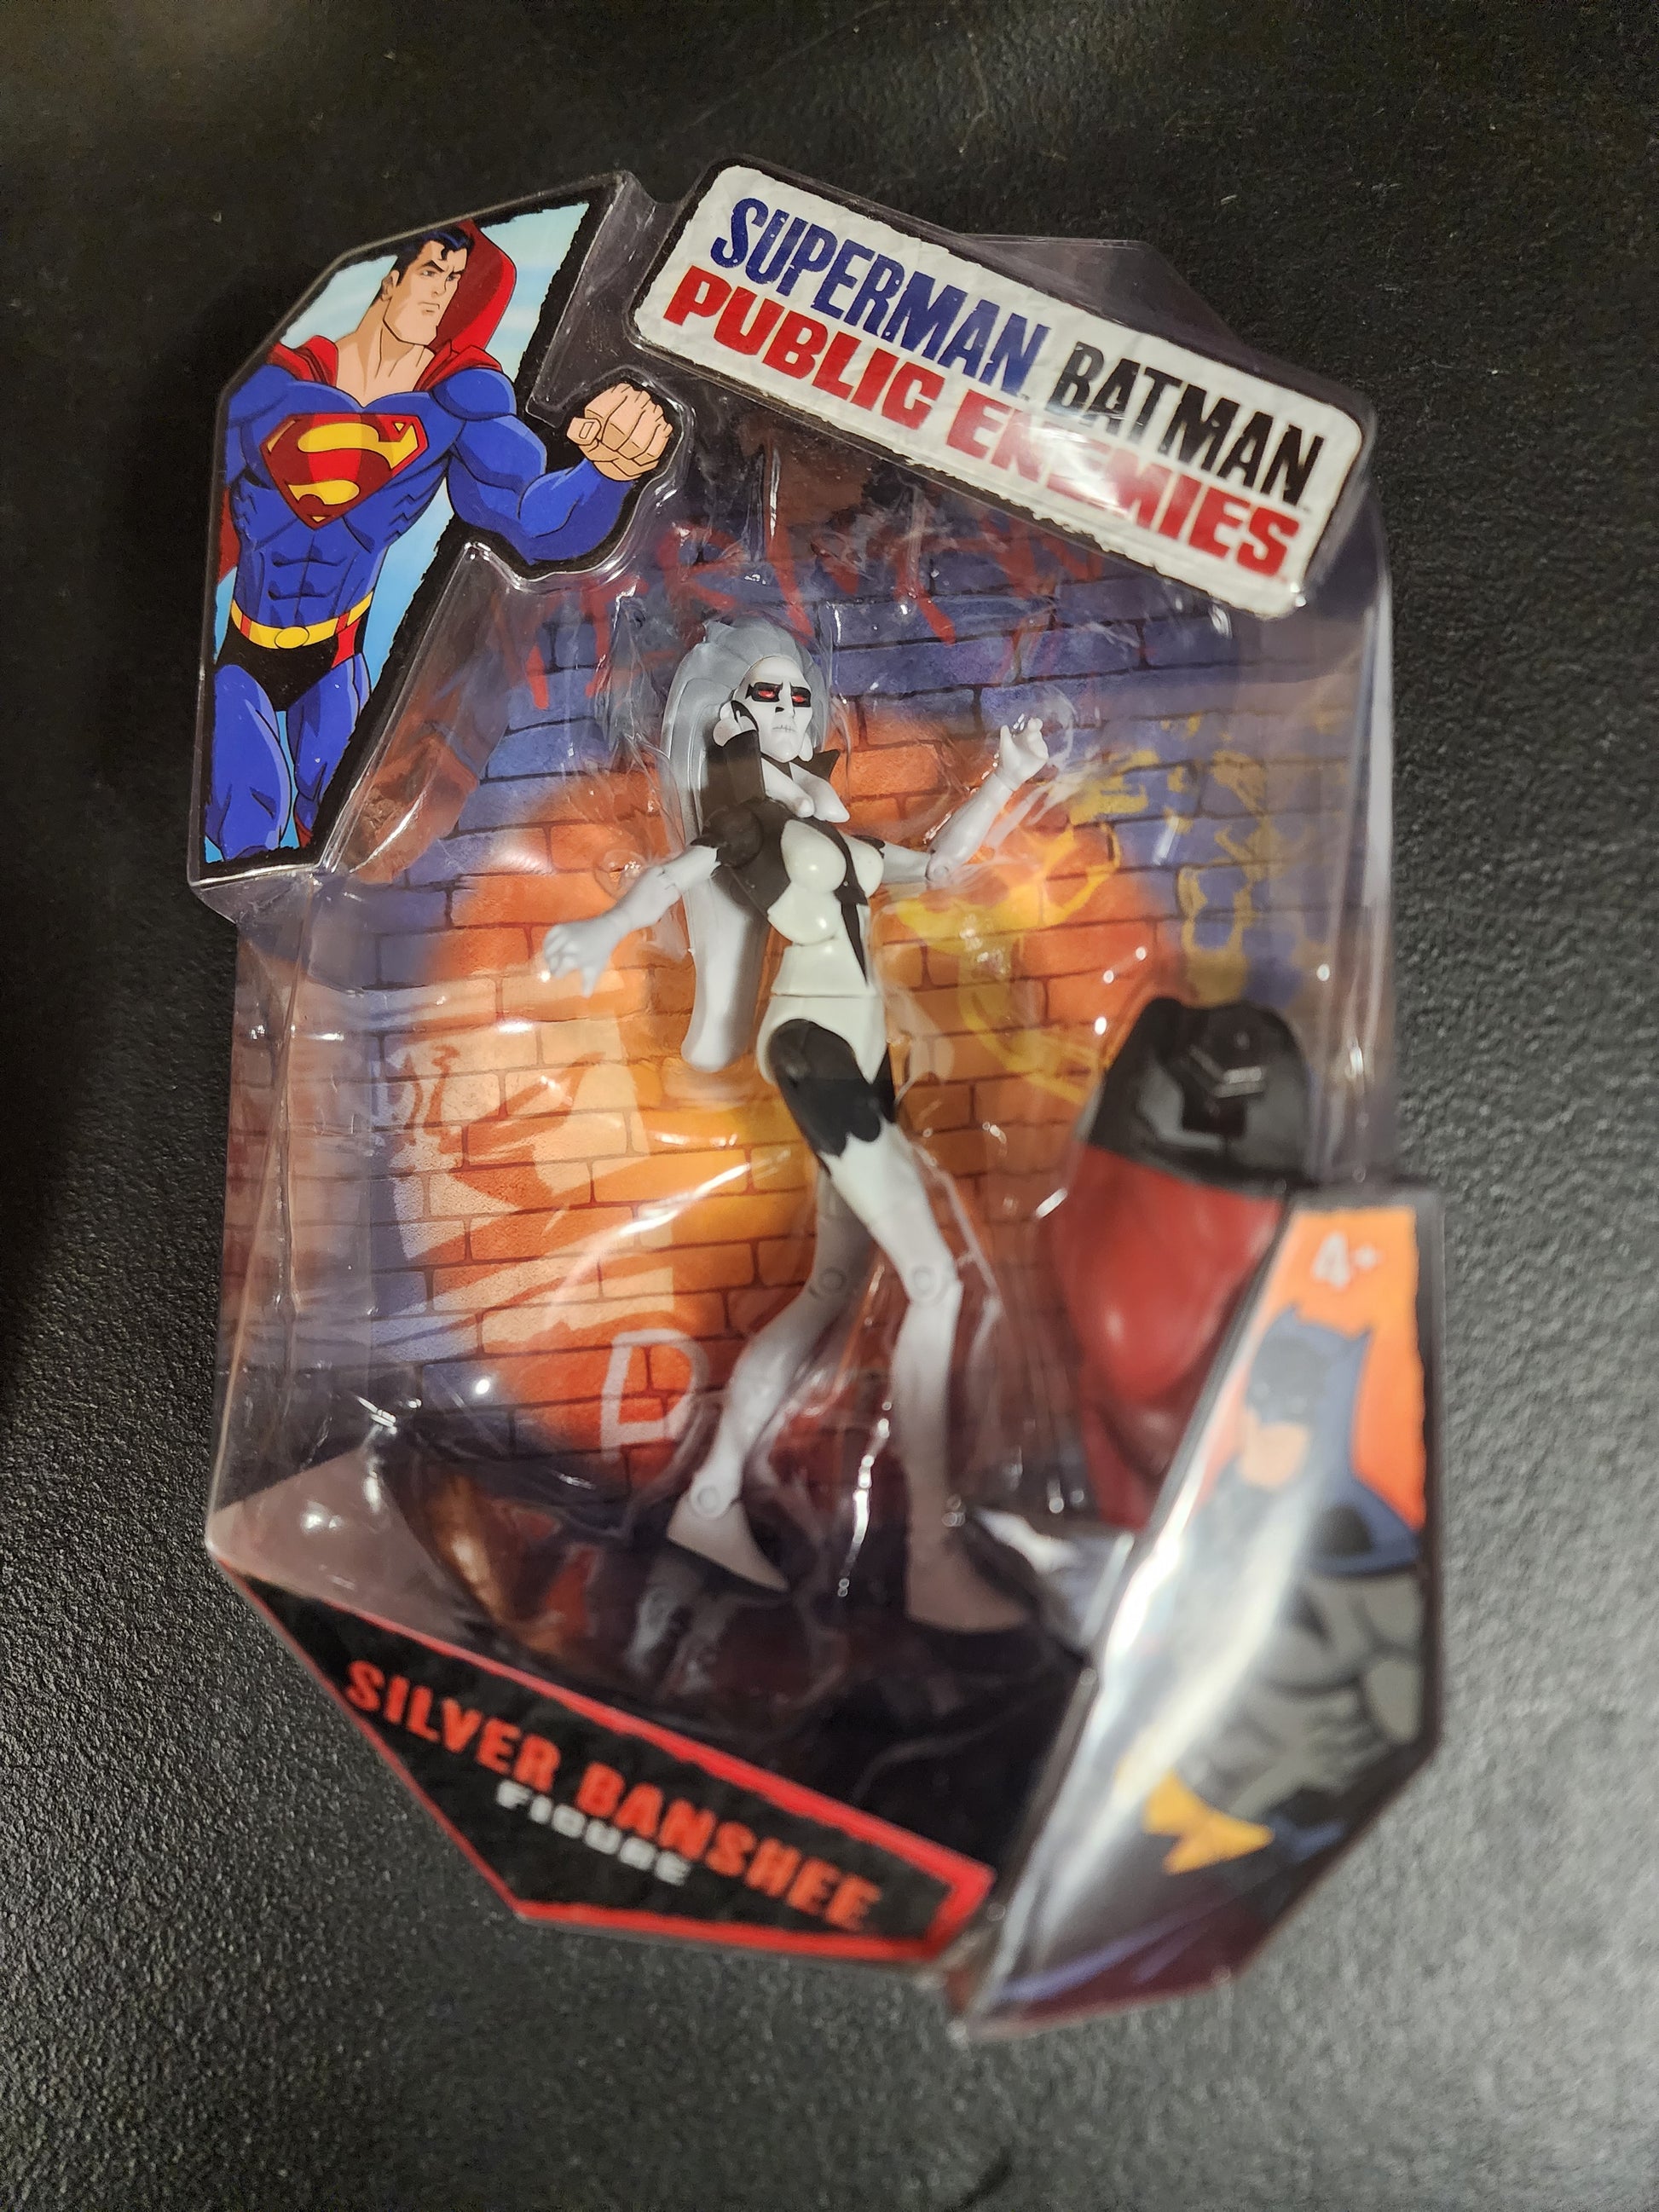 SUPERMAN BATMAN
PUBLIC ENEMIES
D
4+
SILVER BANSHEE
FIGURE